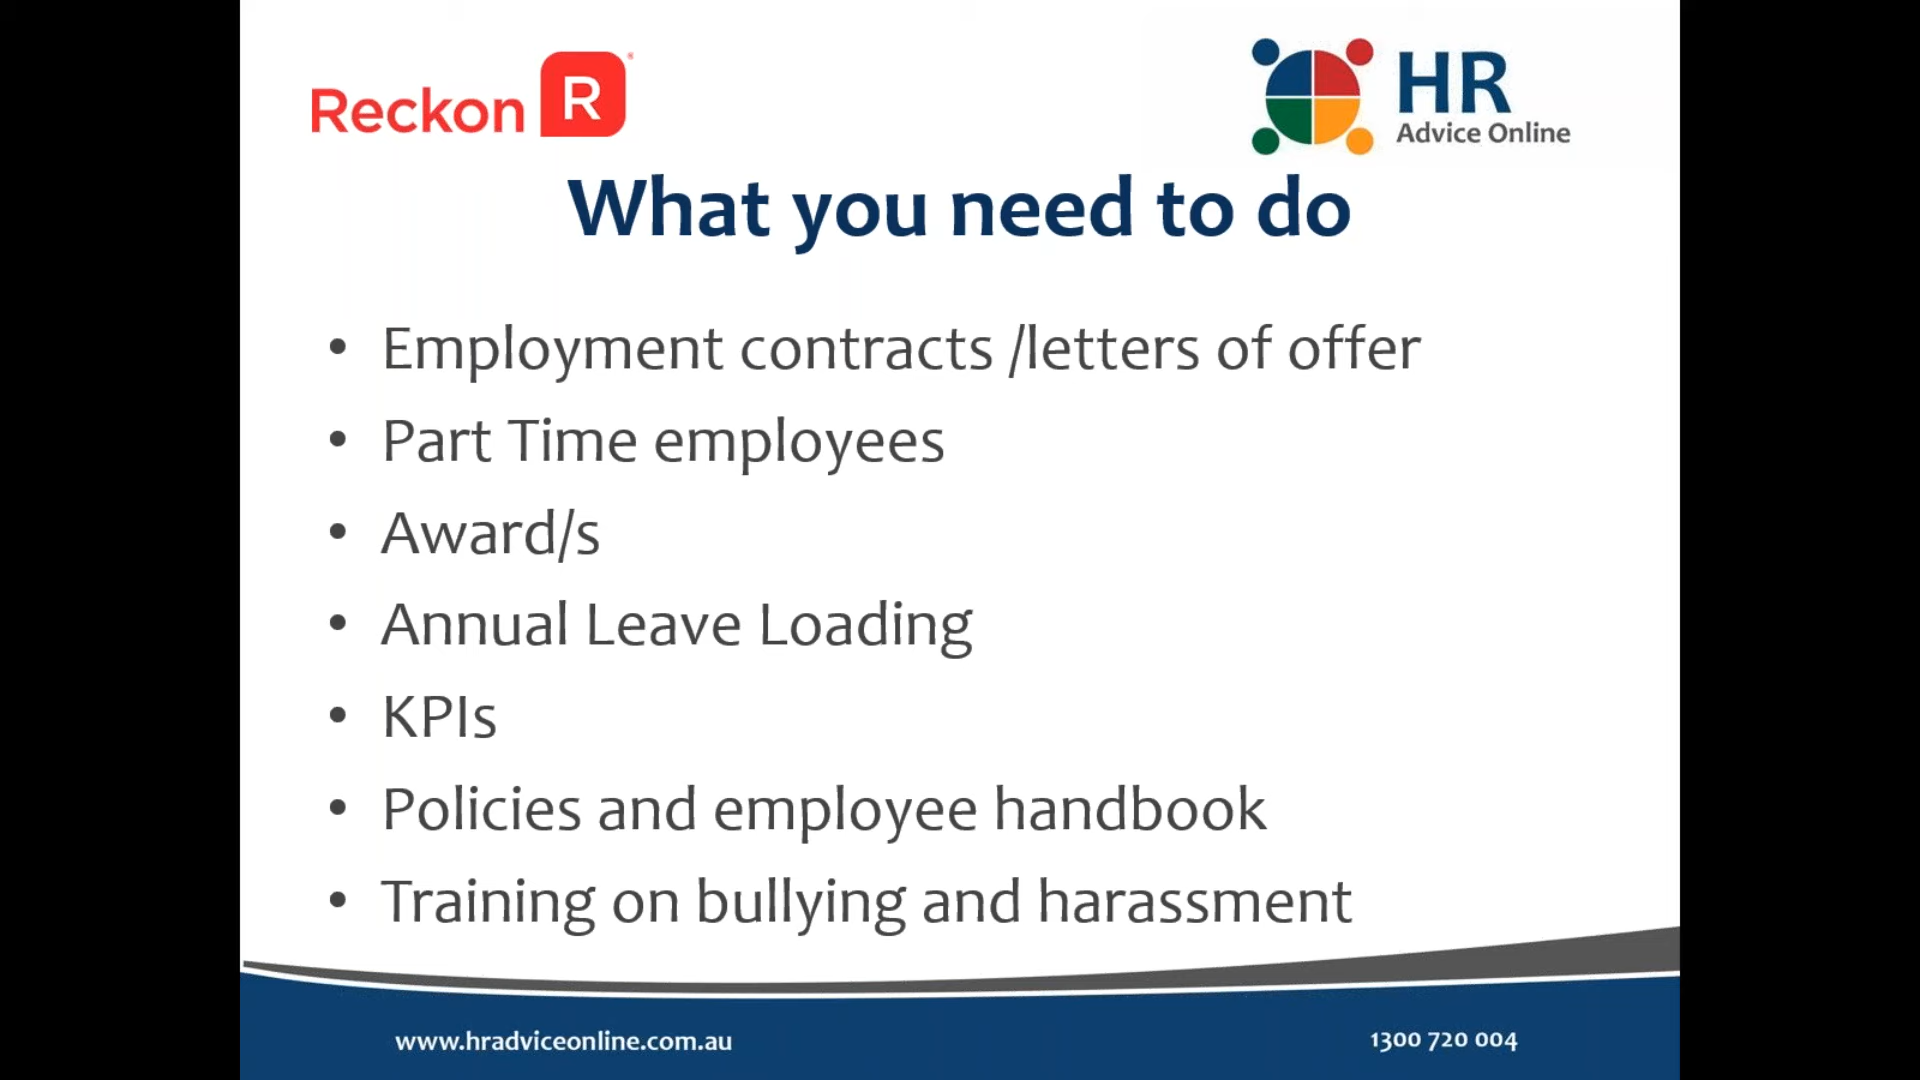 Reckon R
HR
Advice Online
What you need to do
• Employment contracts /letters of offer
• Part Time employees
• Award/s
• Annual Leave Loading
• KPIs
• Policies and employee handbook
• Training on bullying and harassment
www.hradviceonline.com.au
1300 720 004